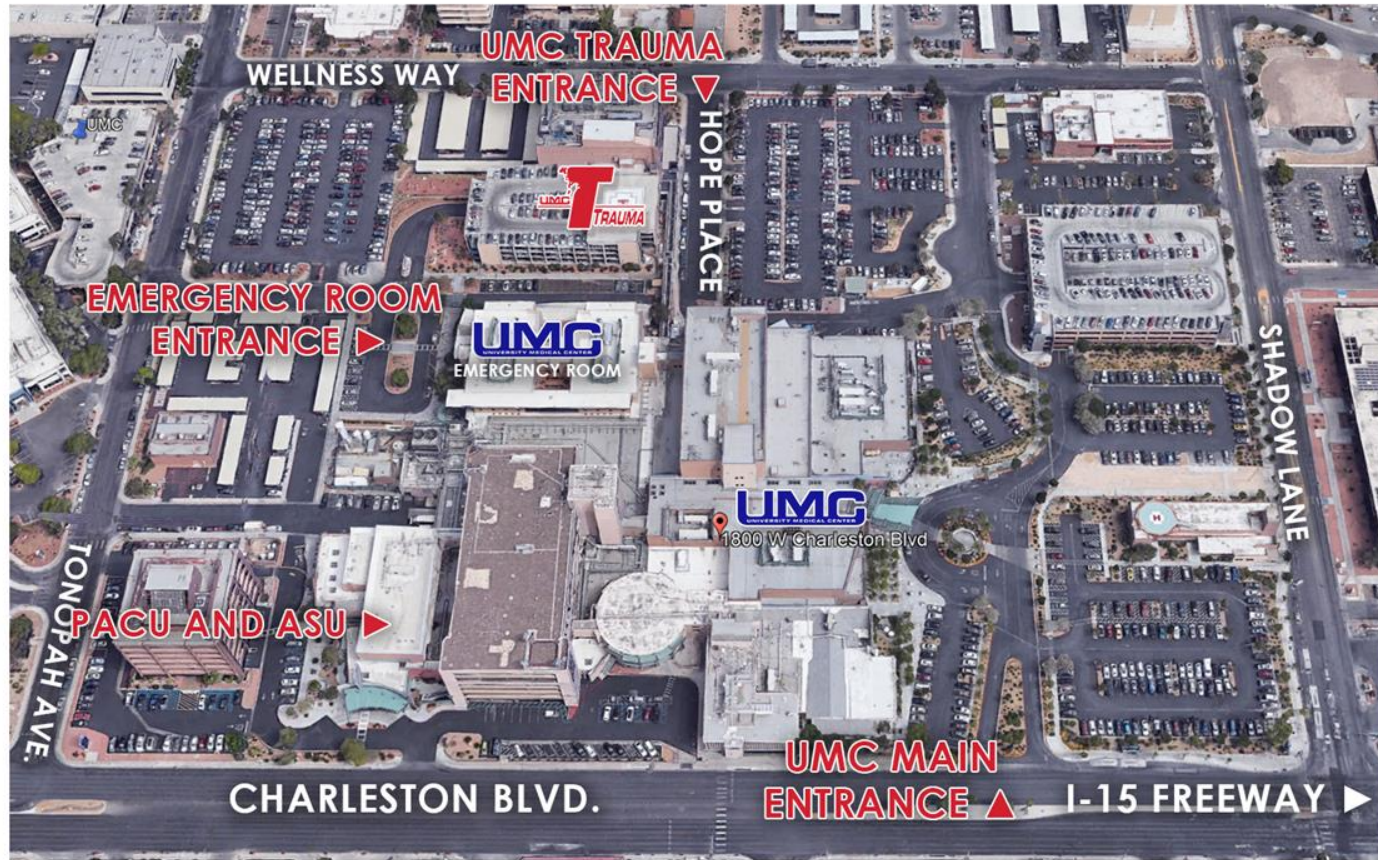 UMC TRAUMA
ENTRANCE ▼
WELLNESS WAY
UMC
HOPE PLACE
UMC
TRAUMA
EMERGENCY ROOM
ENTRANCE ►
UMC
UNIVERSITY MEDICAL CENTER
EMERGENCY ROOM
SHADOW LANE
UMC
UNIVERSITY MEDICAL CENTER
1800 W Charleston Blvd
H
TONOPAH AVE.
PACU AND ASU ►
UMC MAIN
ENTRANCE ▲
CHARLESTON BLVD.
I-15 FREEWAY ►